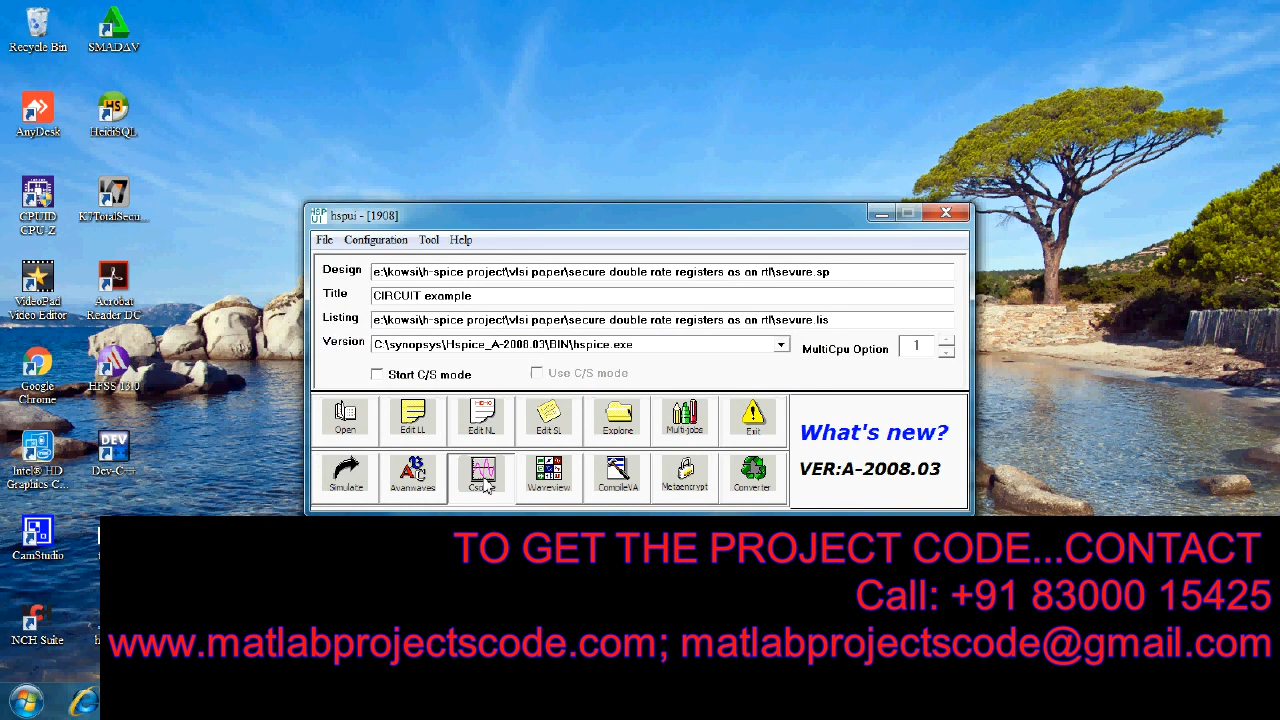 Recycle Bin
SMADΔV
AnyDesk
HeidiSQL
CPUID
CPU-Z
K7TotalSecu...
VideoPad
Video Editor
Acrobat
Reader DC
Google
Chrome
HFSS 13.0
Intel® HD
Graphics C...
Dev-C++
CamStudio
NCH Suite
hspui - [1908]
File Configuration Tool Help
Design e:\kowsi\h-spice project\vlsi paper\secure double rate registers as an rtl\sevure.sp
Title CIRCUIT example
Listing e:\kowsi\h-spice project\vlsi paper\secure double rate registers as an rtl\sevure.lis
Version C:\synopsys\Hspice_A-2008.03\BIN\hspice.exe
MultiCpu Option 1
Start C/S mode Use C/S mode
Open Edit LL Edit NL Edit SL Explore Multi-jobs Exit
Simulate Avanwaves Waveview CompileVA Metaencrypt Converter
What's new?
VER:A-2008.03
TO GET THE PROJECT CODE...CONTACT
Call: +91 83000 15425
www.matlabprojectscode.com; matlabprojectscode@gmail.com